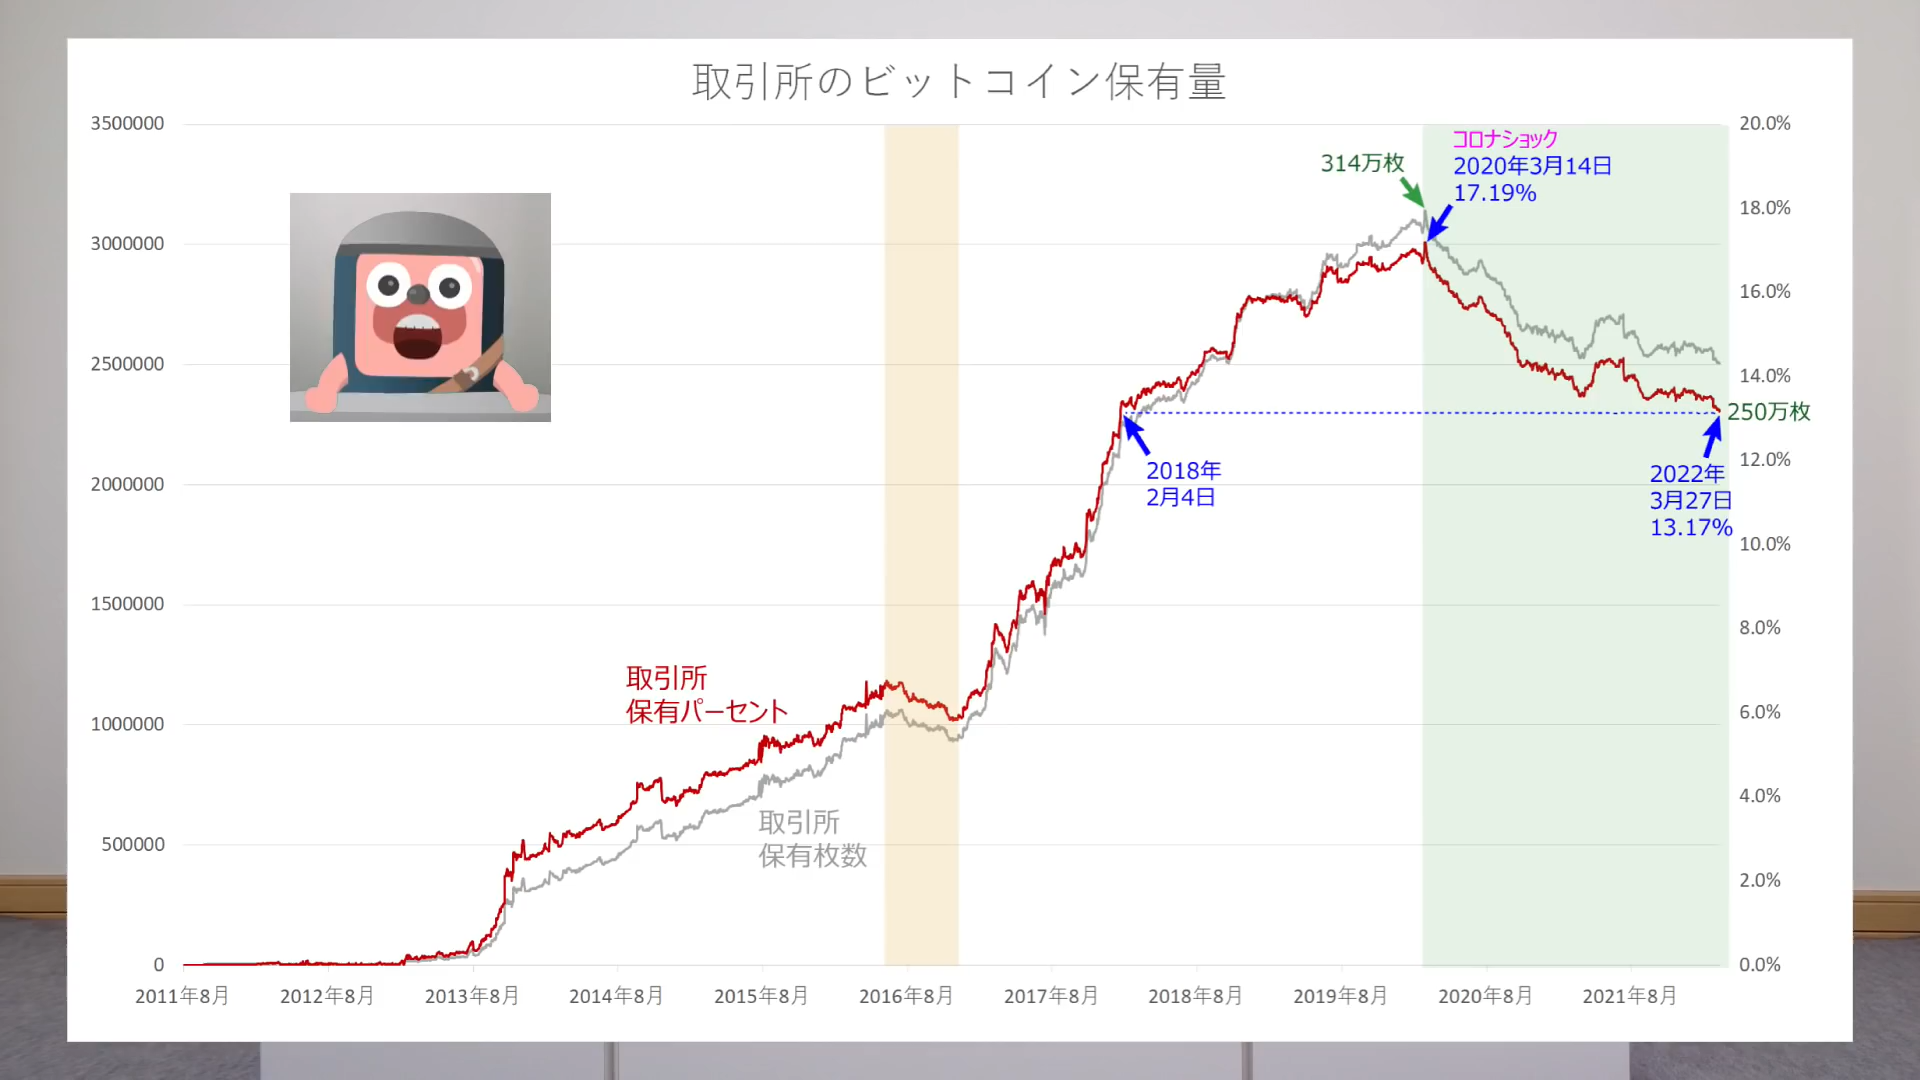 取引所のビットコイン保有量
3500000
3000000
2500000
2000000
1500000
1000000
500000
0
20.0%
18.0%
16.0%
14.0%
12.0%
10.0%
8.0%
6.0%
4.0%
2.0%
0.0%
314万枚
コロナショック
2020年3月14日
17.19%
250万枚
2018年
2月4日
2022年
3月27日
13.17%
取引所
保有パーセント
取引所
保有枚数
2011年8月
2012年8月
2013年8月
2014年8月
2015年8月
2016年8月
2017年8月
2018年8月
2019年8月
2020年8月
2021年8月